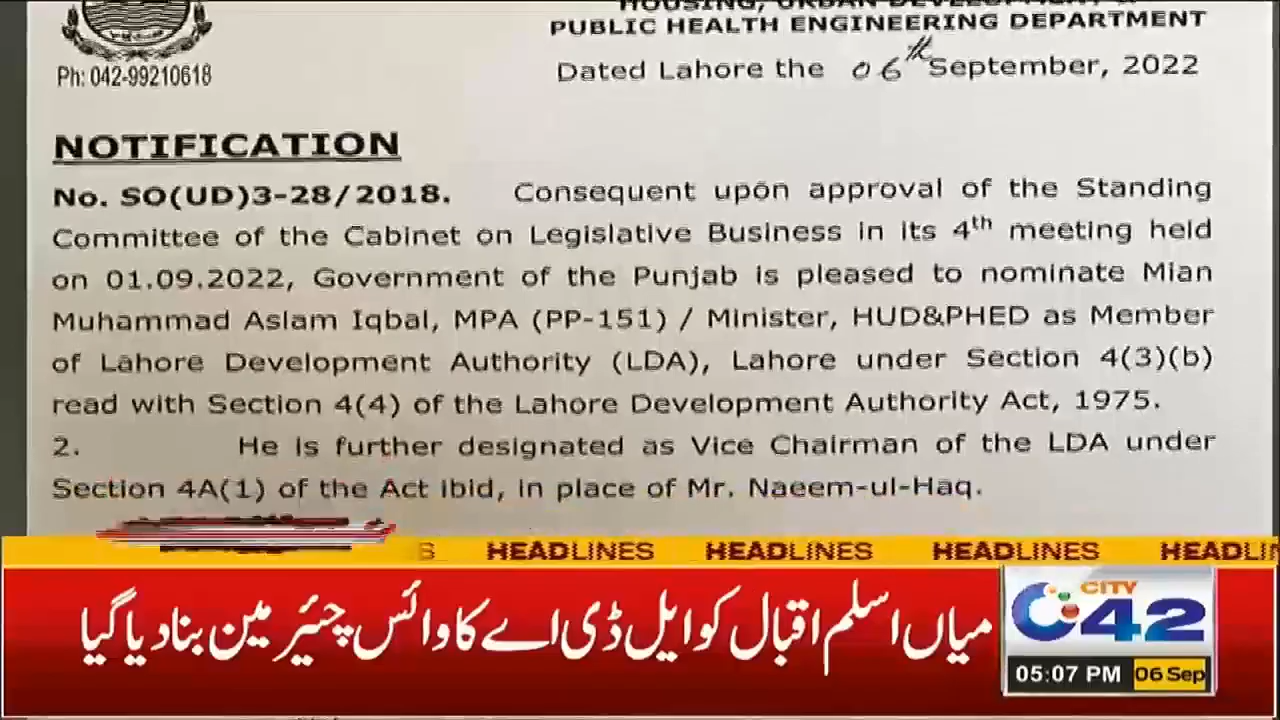 HOUSING, URBAN DEVELOPMENT &
PUBLIC HEALTH ENGINEERING DEPARTMENT
Ph: 042-99210618
Dated Lahore the 06th September, 2022
NOTIFICATION
No. SO(UD)3-28/2018. Consequent upon approval of the Standing
Committee of the Cabinet on Legislative Business in its 4th meeting held
on 01.09.2022, Government of the Punjab is pleased to nominate Mian
Muhammad Aslam Iqbal, MPA (PP-151) / Minister, HUD&PHED as Member
of Lahore Development Authority (LDA), Lahore under Section 4(3)(b)
read with Section 4(4) of the Lahore Development Authority Act, 1975.
2. He is further designated as Vice Chairman of the LDA under
Section 4A(1) of the Act ibid, in place of Mr. Naeem-ul-Haq.
S HEADLINES HEADLINES HEADLINES HEADLIN
میاں اسلم اقبال کو ایل ڈی اے کا وائس چیئرمین بنا دیا گیا
CITY
42
05:07 PM 06 Sep